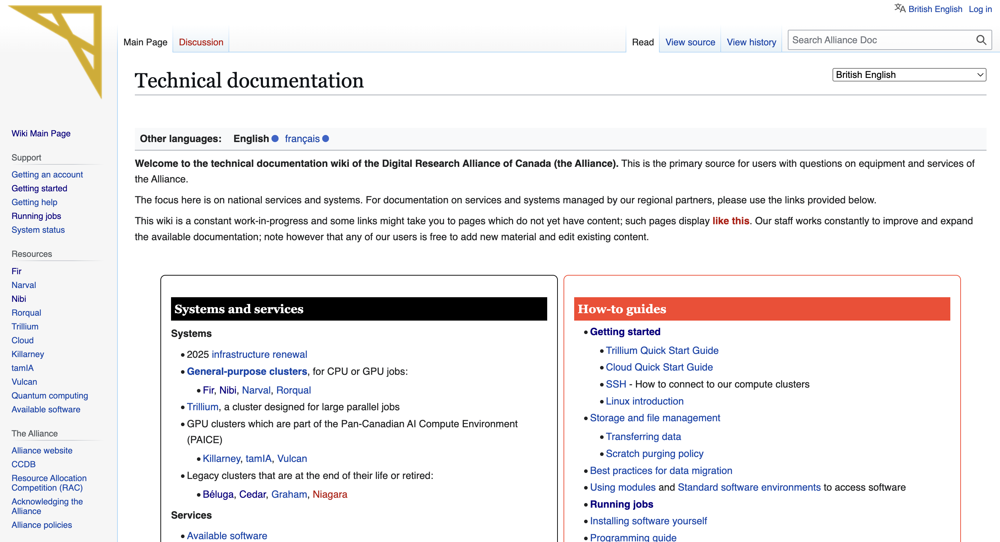 British English Log in
Main Page Discussion Read View source View history Search Alliance Doc
Technical documentation
British English
Wiki Main Page
Support
Getting an account
Getting started
Getting help
Running jobs
System status
Resources
Fir
Narval
Nibi
Rorqual
Trillium
Cloud
Killarney
tamIA
Vulcan
Quantum computing
Available software
The Alliance
Alliance website
CCDB
Resource Allocation
Competition (RAC)
Acknowledging the
Alliance
Alliance policies
Other languages: English français
Welcome to the technical documentation wiki of the Digital Research Alliance of Canada (the Alliance). This is the primary source for users with questions on equipment and services of
the Alliance.
The focus here is on national services and systems. For documentation on services and systems managed by our regional partners, please use the links provided below.
This wiki is a constant work-in-progress and some links might take you to pages which do not yet have content; such pages display like this. Our staff works constantly to improve and expand
the available documentation; note however that any of our users is free to add new material and edit existing content.
Systems and services
Systems
2025 infrastructure renewal
General-purpose clusters, for CPU or GPU jobs:
Fir, Nibi, Narval, Rorqual
Trillium, a cluster designed for large parallel jobs
GPU clusters which are part of the Pan-Canadian AI Compute Environment
(PAICE)
Killarney, tamIA, Vulcan
Legacy clusters that are at the end of their life or retired:
Béluga, Cedar, Graham, Niagara
Services
Available software
How-to guides
Getting started
Trillium Quick Start Guide
Cloud Quick Start Guide
SSH - How to connect to our compute clusters
Linux introduction
Storage and file management
Transferring data
Scratch purging policy
Best practices for data migration
Using modules and Standard software environments to access software
Running jobs
Installing software yourself
Programming guide